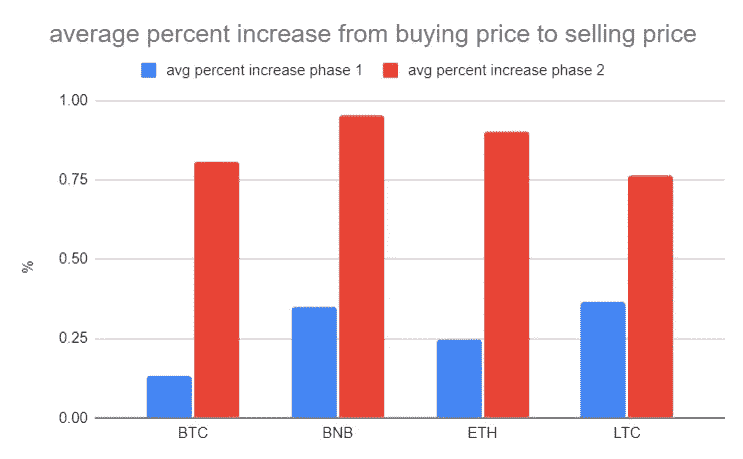 average percent increase from buying price to selling price
avg percent increase phase 1 avg percent increase phase 2
1.00
0.75
0.50
0.25
0.00
%
BTC BNB ETH LTC